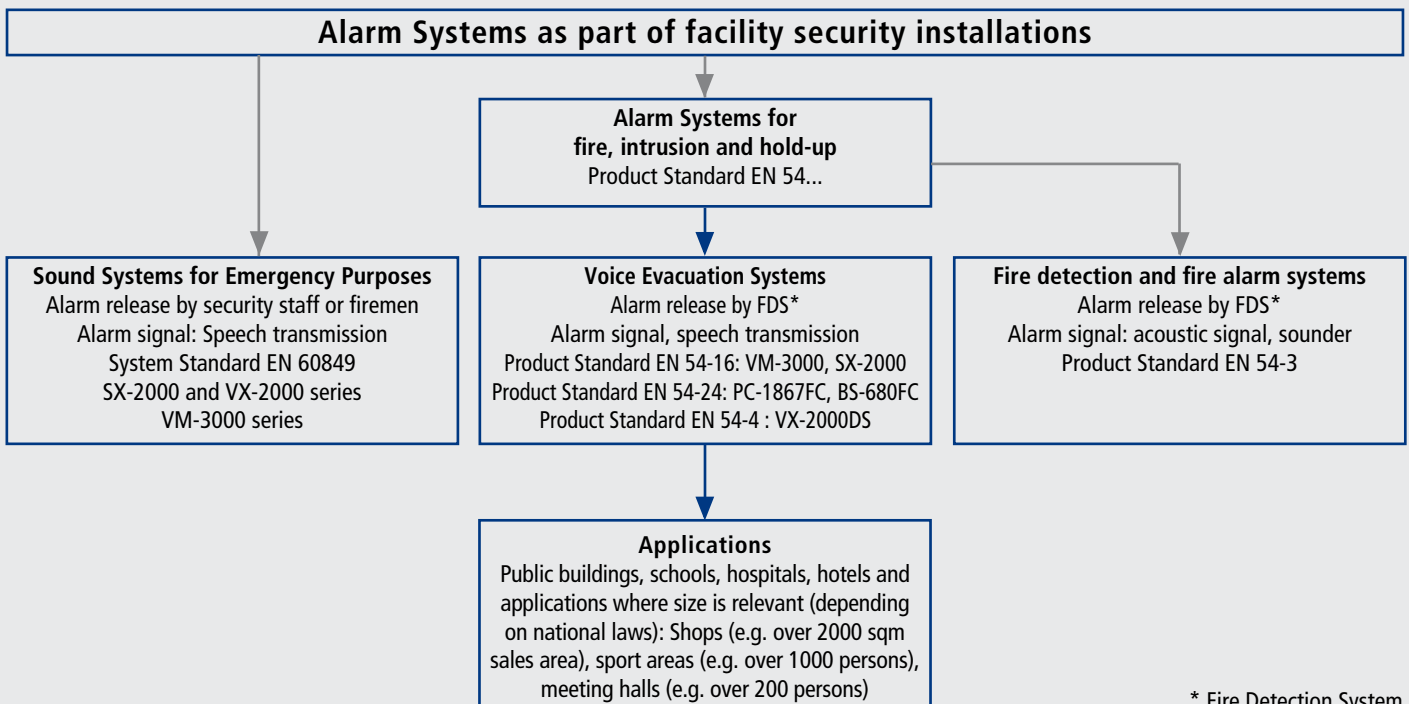 Alarm Systems as part of facility security installations
Alarm Systems for
fire, intrusion and hold-up
Product Standard EN 54...
Sound Systems for Emergency Purposes
Alarm release by security staff or firemen
Alarm signal: Speech transmission
System Standard EN 60849
SX-2000 and VX-2000 series
VM-3000 series
Voice Evacuation Systems
Alarm release by FDS*
Alarm signal, speech transmission
Product Standard EN 54-16: VM-3000, SX-2000
Product Standard EN 54-24: PC-1867FC, BS-680FC
Product Standard EN 54-4 : VX-2000DS
Fire detection and fire alarm systems
Alarm release by FDS*
Alarm signal: acoustic signal, sounder
Product Standard EN 54-3
Applications
Public buildings, schools, hospitals, hotels and
applications where size is relevant (depending
on national laws): Shops (e.g. over 2000 sqm
sales area), sport areas (e.g. over 1000 persons),
meeting halls (e.g. over 200 persons)
* Fire Detection System